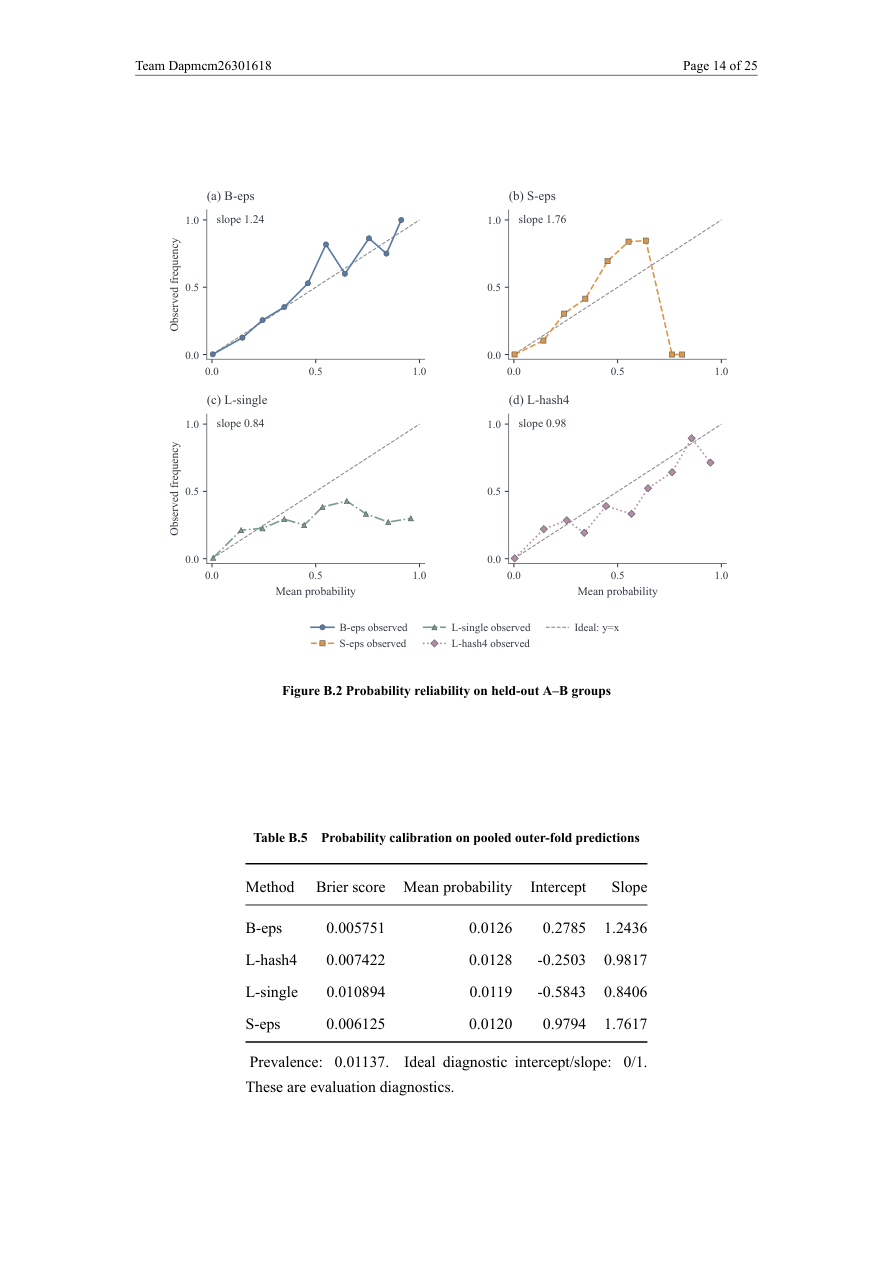 Team Dapmcm26301618 Page 14 of 25
(a) B-eps
slope 1.24
1.0
0.5
0.0
Observed frequency
0.0 0.5 1.0
(b) S-eps
slope 1.76
1.0
0.5
0.0
0.0 0.5 1.0
(c) L-single
slope 0.84
1.0
0.5
0.0
Observed frequency
0.0 0.5 1.0
Mean probability
(d) L-hash4
slope 0.98
1.0
0.5
0.0
0.0 0.5 1.0
Mean probability
B-eps observed L-single observed Ideal: y=x
S-eps observed L-hash4 observed
Figure B.2 Probability reliability on held-out A–B groups
Table B.5 Probability calibration on pooled outer-fold predictions
Method Brier score Mean probability Intercept Slope
B-eps 0.005751 0.0126 0.2785 1.2436
L-hash4 0.007422 0.0128 -0.2503 0.9817
L-single 0.010894 0.0119 -0.5843 0.8406
S-eps 0.006125 0.0120 0.9794 1.7617
Prevalence: 0.01137. Ideal diagnostic intercept/slope: 0/1.
These are evaluation diagnostics.